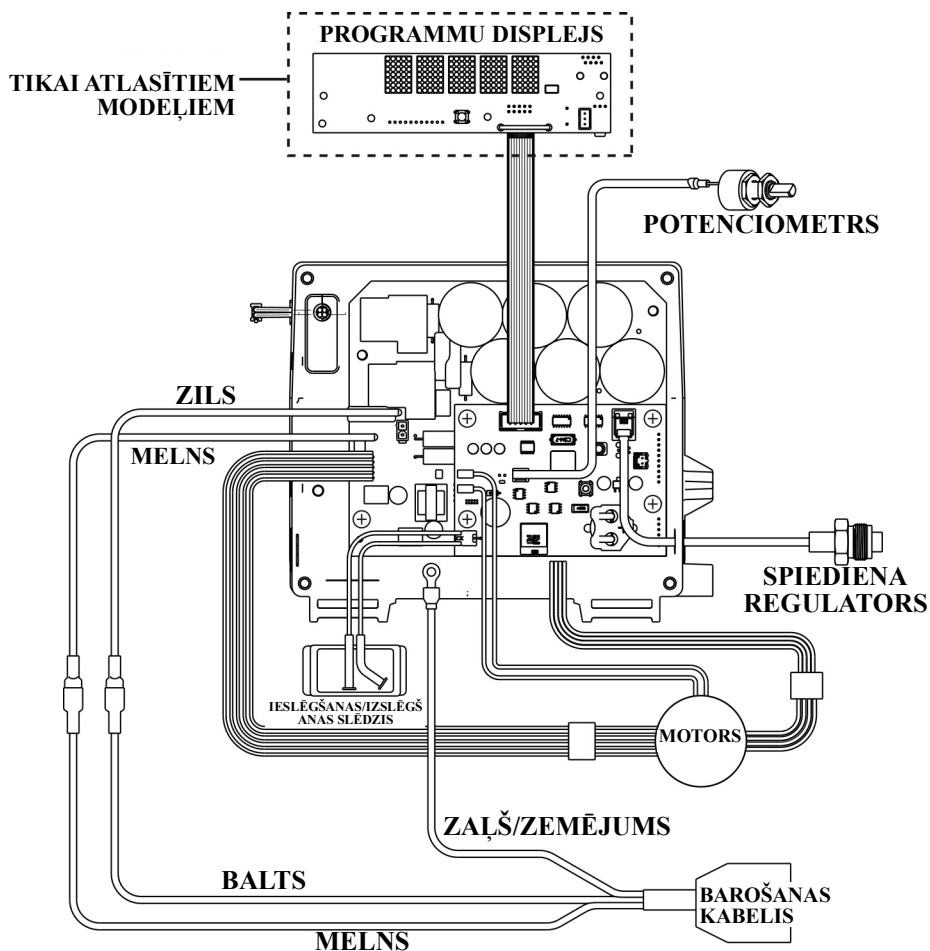 PROGRAMMU DISPLEJS
TIKAI ATLASĪTIEM
MODEĻIEM
POTENCIOMETRS
ZILS
MELNS
SPIEDIENA
REGULATORS
IESLĒGŠANAS/IZSLĒGŠ
ANAS SLĒDZIS
MOTORS
ZAĻŠ/ZEMĒJUMS
BALTS
BAROŠANAS
KABELIS
MELNS